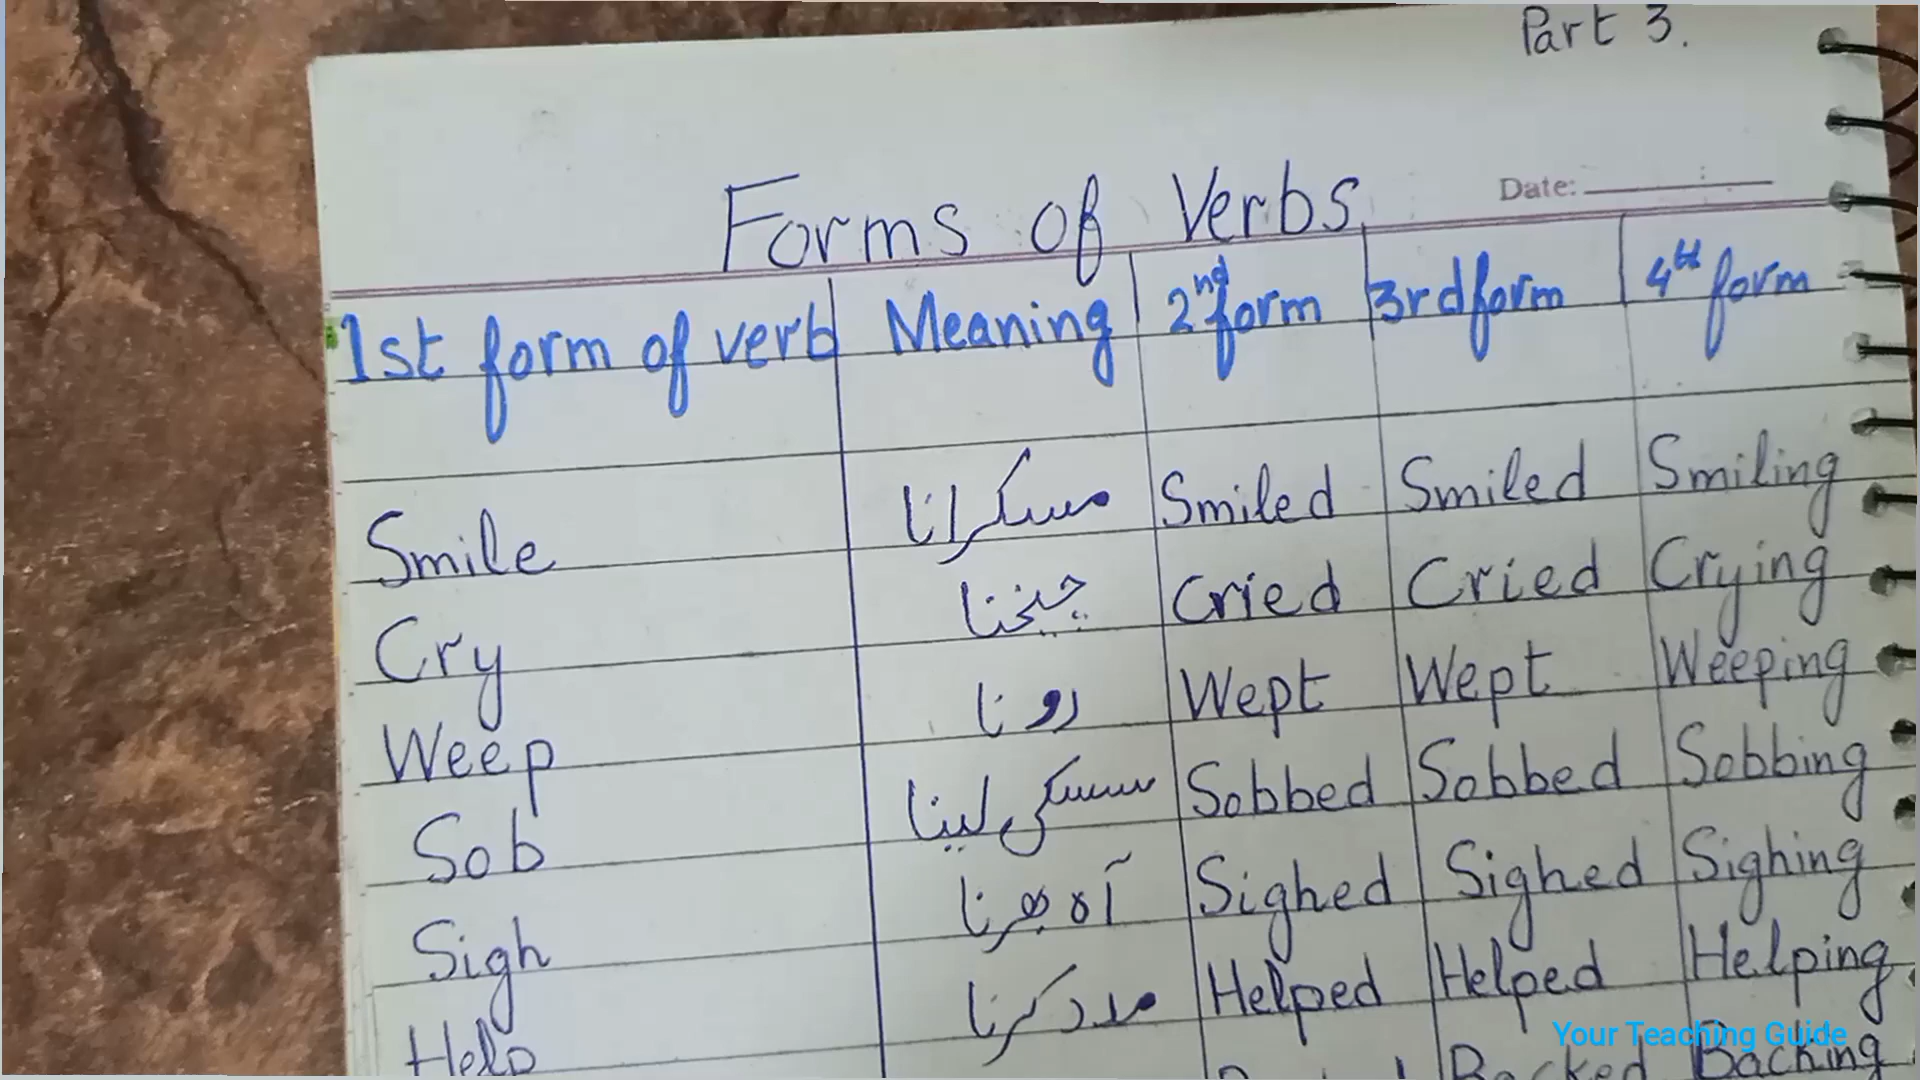 Part 3.
Forms of Verbs
Date:
1st form of verb Meaning 2nd form 3rd form 4th form
Smile مسکرانا Smiled Smiled Smiling
Cry چیخنا Cried Cried Crying
Weep رونا Wept Wept Weeping
Sob سسکی لینا Sobbed Sobbed Sobbing
Sigh آہ بھرنا Sighed Sighed Sighing
Help مدد کرنا Helped Helped Helping
Backed Backing
Your Teaching Guide